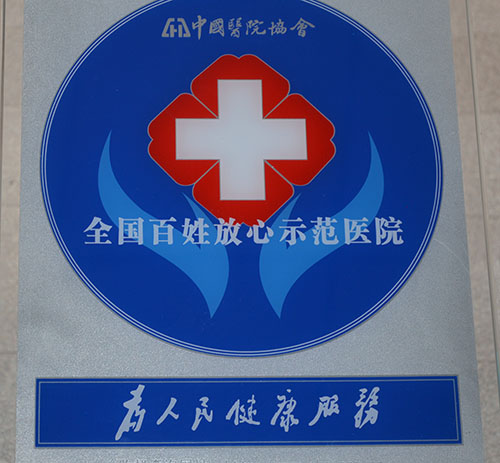 中國醫院協會
全国百姓放心示范医院
为人民健康服務